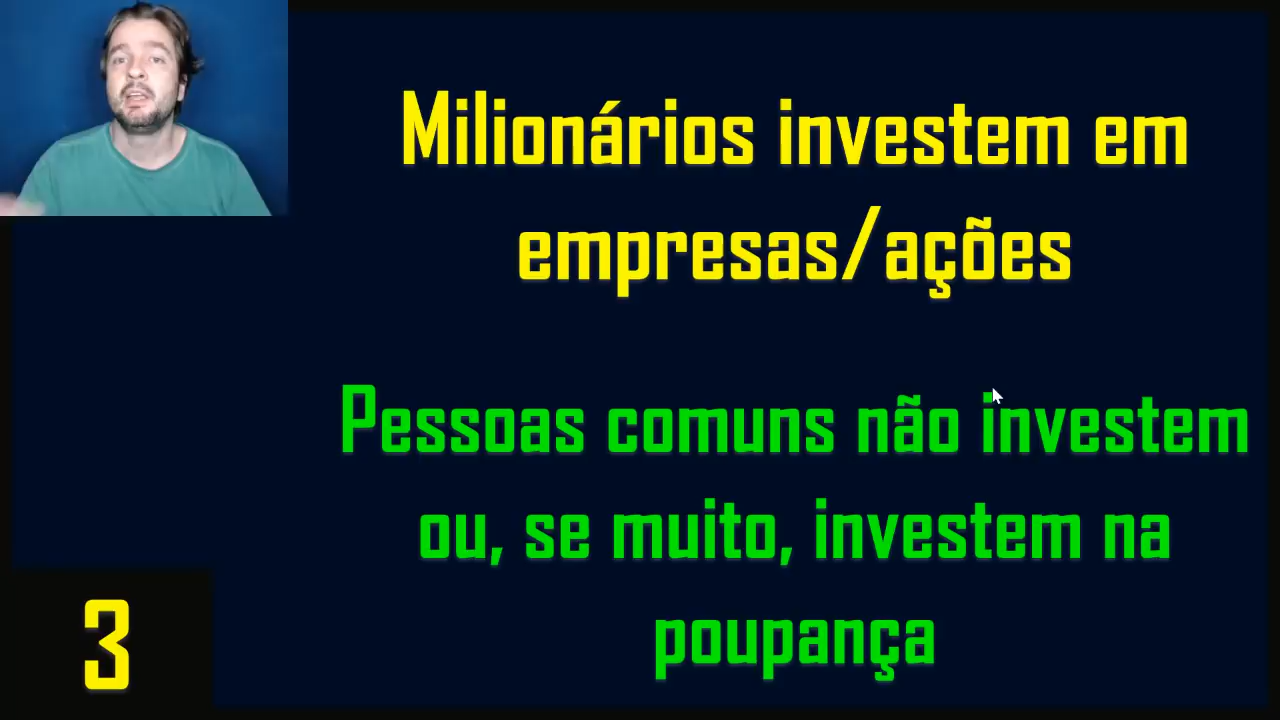 Milionários investem em
empresas/ações
Pessoas comuns não investem
ou, se muito, investem na
poupança
3